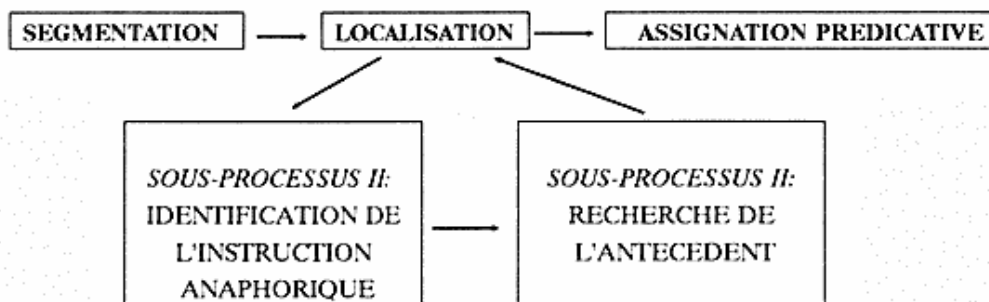 SEGMENTATION
LOCALISATION
ASSIGNATION PREDICATIVE
SOUS-PROCESSUS II:
IDENTIFICATION DE
L'INSTRUCTION
ANAPHORIQUE
SOUS-PROCESSUS II:
RECHERCHE DE
L'ANTECEDENT